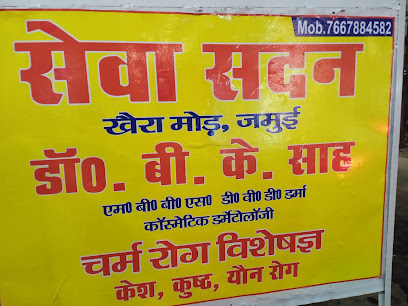 Mob.7667884582
सेवा सदन
खैरा मोड़, जमुई
डॉ०. बी. के. साह
एम० बी० बी० एस० डी० वी० डी० डर्मा
कॉस्मेटिक डर्मेटोलॉजी
चर्म रोग विशेषज्ञ
केश, कुष्ठ, यौन रोग